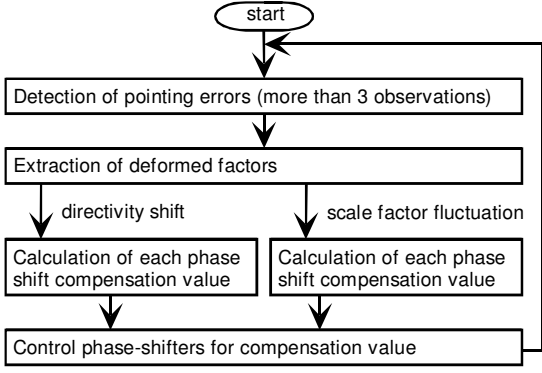 start
Detection of pointing errors (more than 3 observations)
Extraction of deformed factors
directivity shift
scale factor fluctuation
Calculation of each phase
shift compensation value
Calculation of each phase
shift compensation value
Control phase-shifters for compensation value